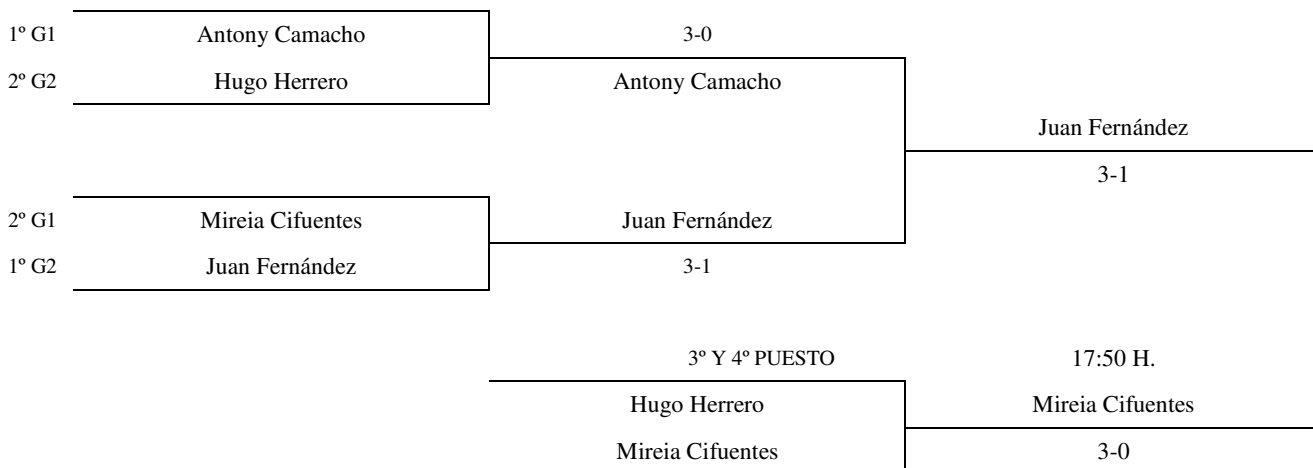 1º G1 Antony Camacho 3-0
2º G2 Hugo Herrero Antony Camacho
Juan Fernández
3-1
2º G1 Mireia Cifuentes Juan Fernández
1º G2 Juan Fernández 3-1
3º Y 4º PUESTO 17:50 H.
Hugo Herrero Mireia Cifuentes
Mireia Cifuentes 3-0